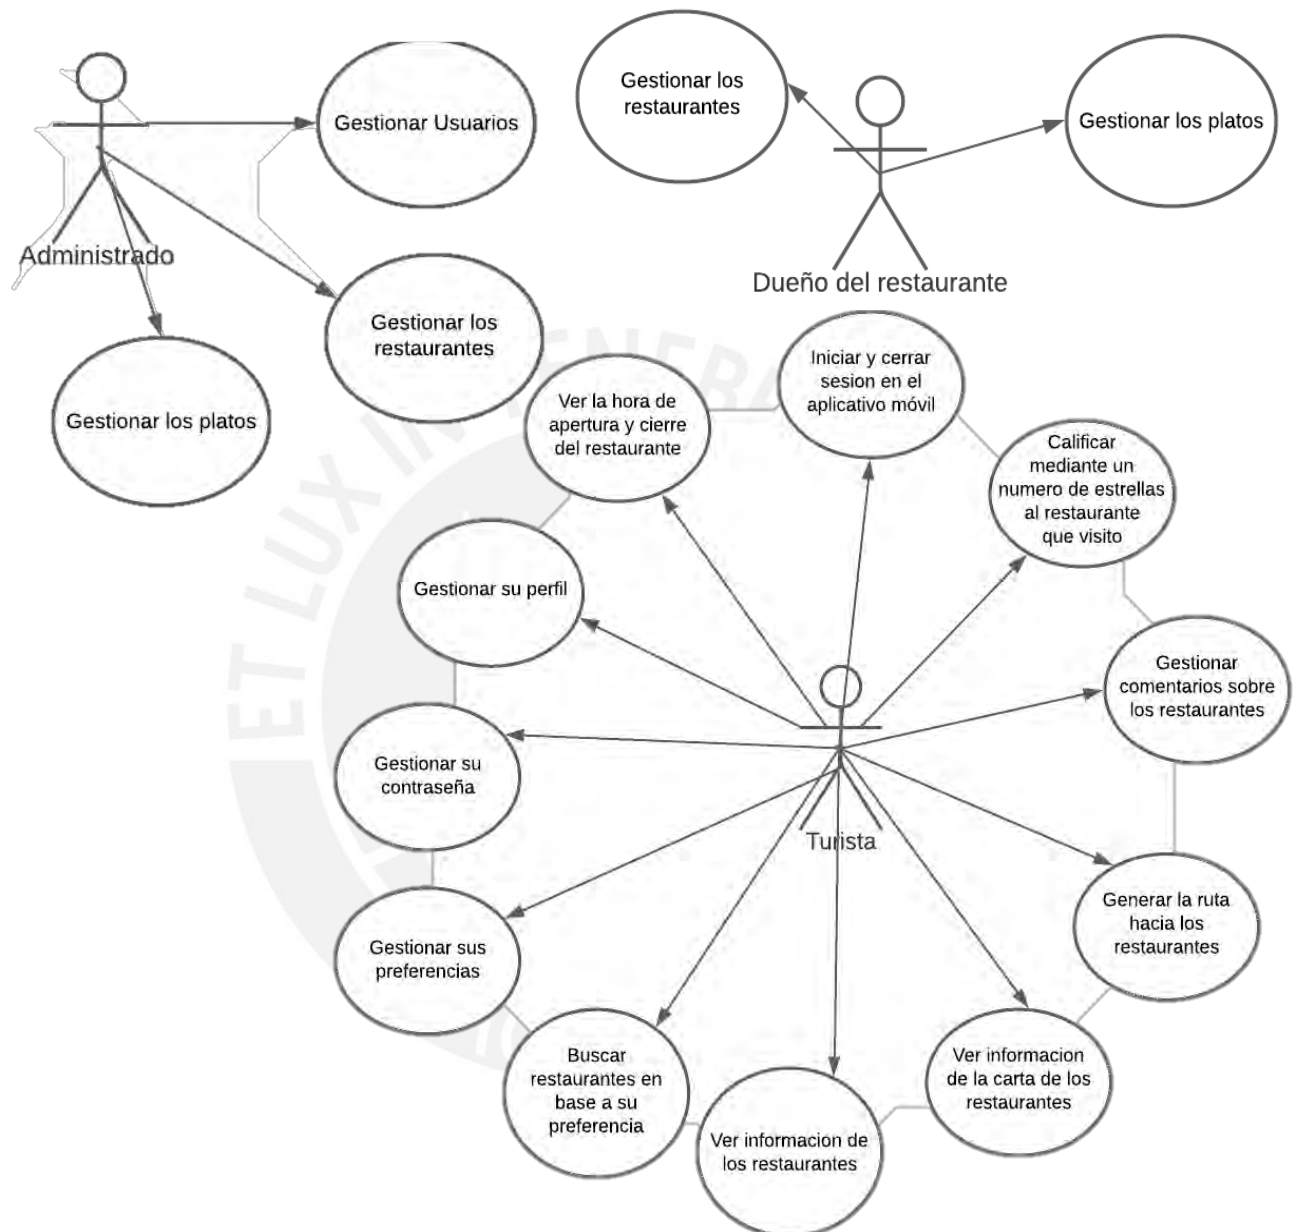 Gestionar Usuarios
Administrado
Gestionar los
restaurantes
Gestionar los platos
Gestionar los
restaurantes
Gestionar los platos
Dueño del restaurante
Iniciar y cerrar
sesion en el
aplicativo móvil
Ver la hora de
apertura y cierre
del restaurante
Calificar
mediante un
numero de estrellas
al restaurante
que visito
Gestionar su perfil
Gestionar
comentarios sobre
los restaurantes
Gestionar su
contraseña
Turista
Generar la ruta
hacia los
restaurantes
Gestionar sus
preferencias
Buscar
restaurantes en
base a su
preferencia
Ver informacion de
los restaurantes
Ver informacion
de la carta de los
restaurantes
ET LUX IN